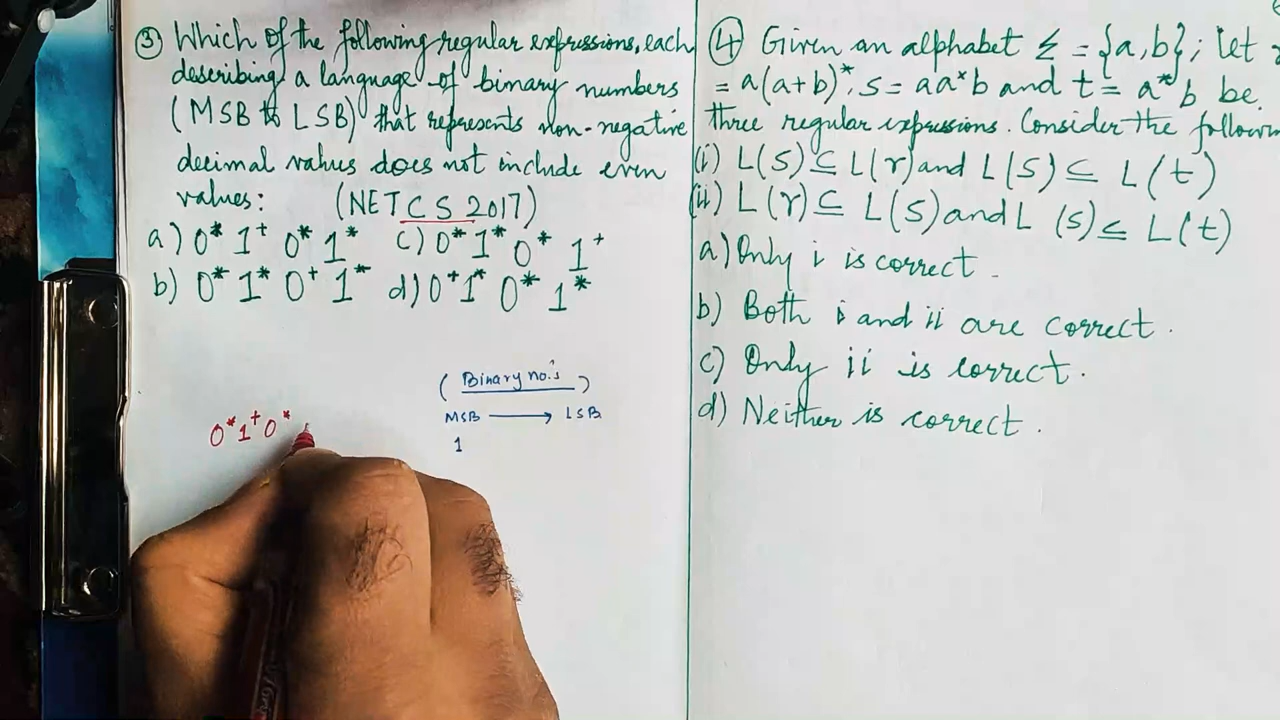 ③ Which of the following regular expressions, each
describing a language of binary numbers
(MSB to LSB) that represents non-negative
decimal values does not include even
values: (NET CS 2017)
a) 0* 1⁺ 0* 1* c) 0* 1* 0* 1⁺
b) 0* 1* 0⁺ 1* d) 0⁺ 1* 0* 1*
(Binary no.'s)
MSB ⟶ LSB
1
0* 1⁺ 0*
④ Given an alphabet Σ = {a, b}; let
= a(a+b)*; s = aa*b and t = a*b be
three regular expressions. Consider the
(i) L(s) ⊆ L(r) and L(s) ⊆ L(t)
(ii) L(r) ⊆ L(s) and L (s) ⊆ L(t)
a) Only i is correct.
b) Both i and ii are correct.
c) Only ii is correct.
d) Neither is correct.